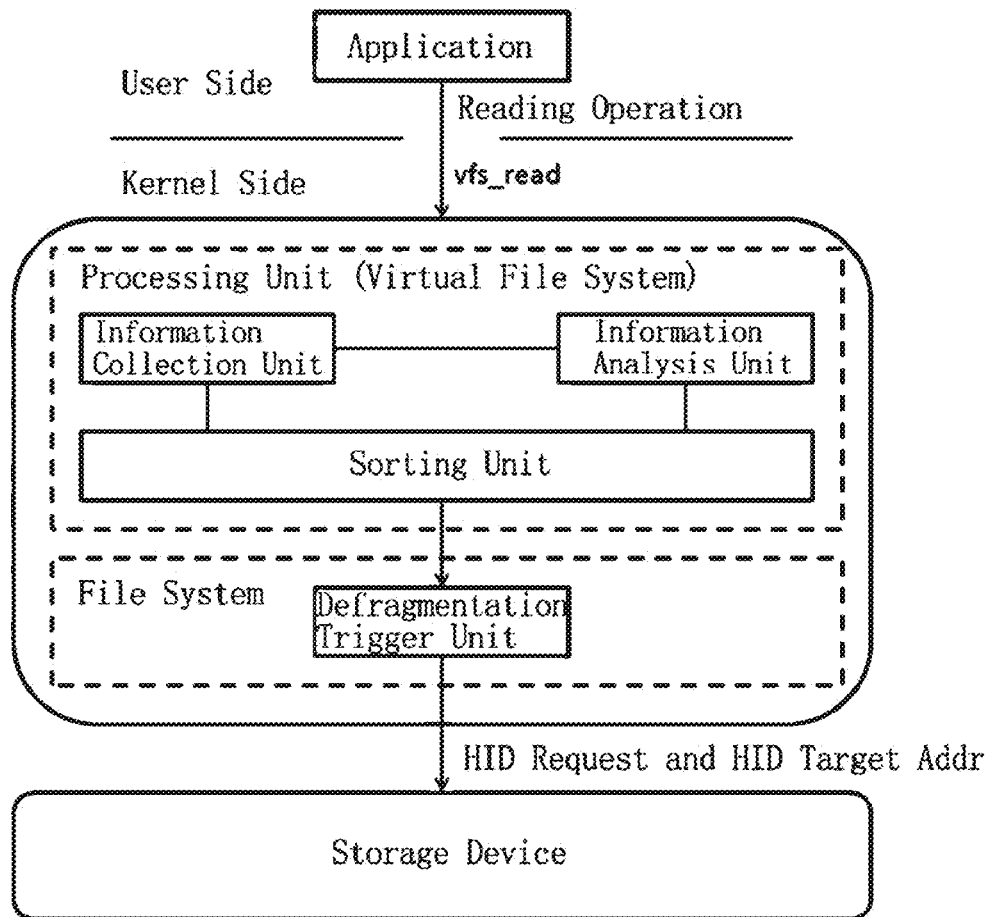 Application
User Side
Reading Operation
Kernel Side
vfs_read
Processing Unit (Virtual File System)
Information
Collection Unit
Information
Analysis Unit
Sorting Unit
File System
Defragmentation
Trigger Unit
HID Request and HID Target Addr
Storage Device